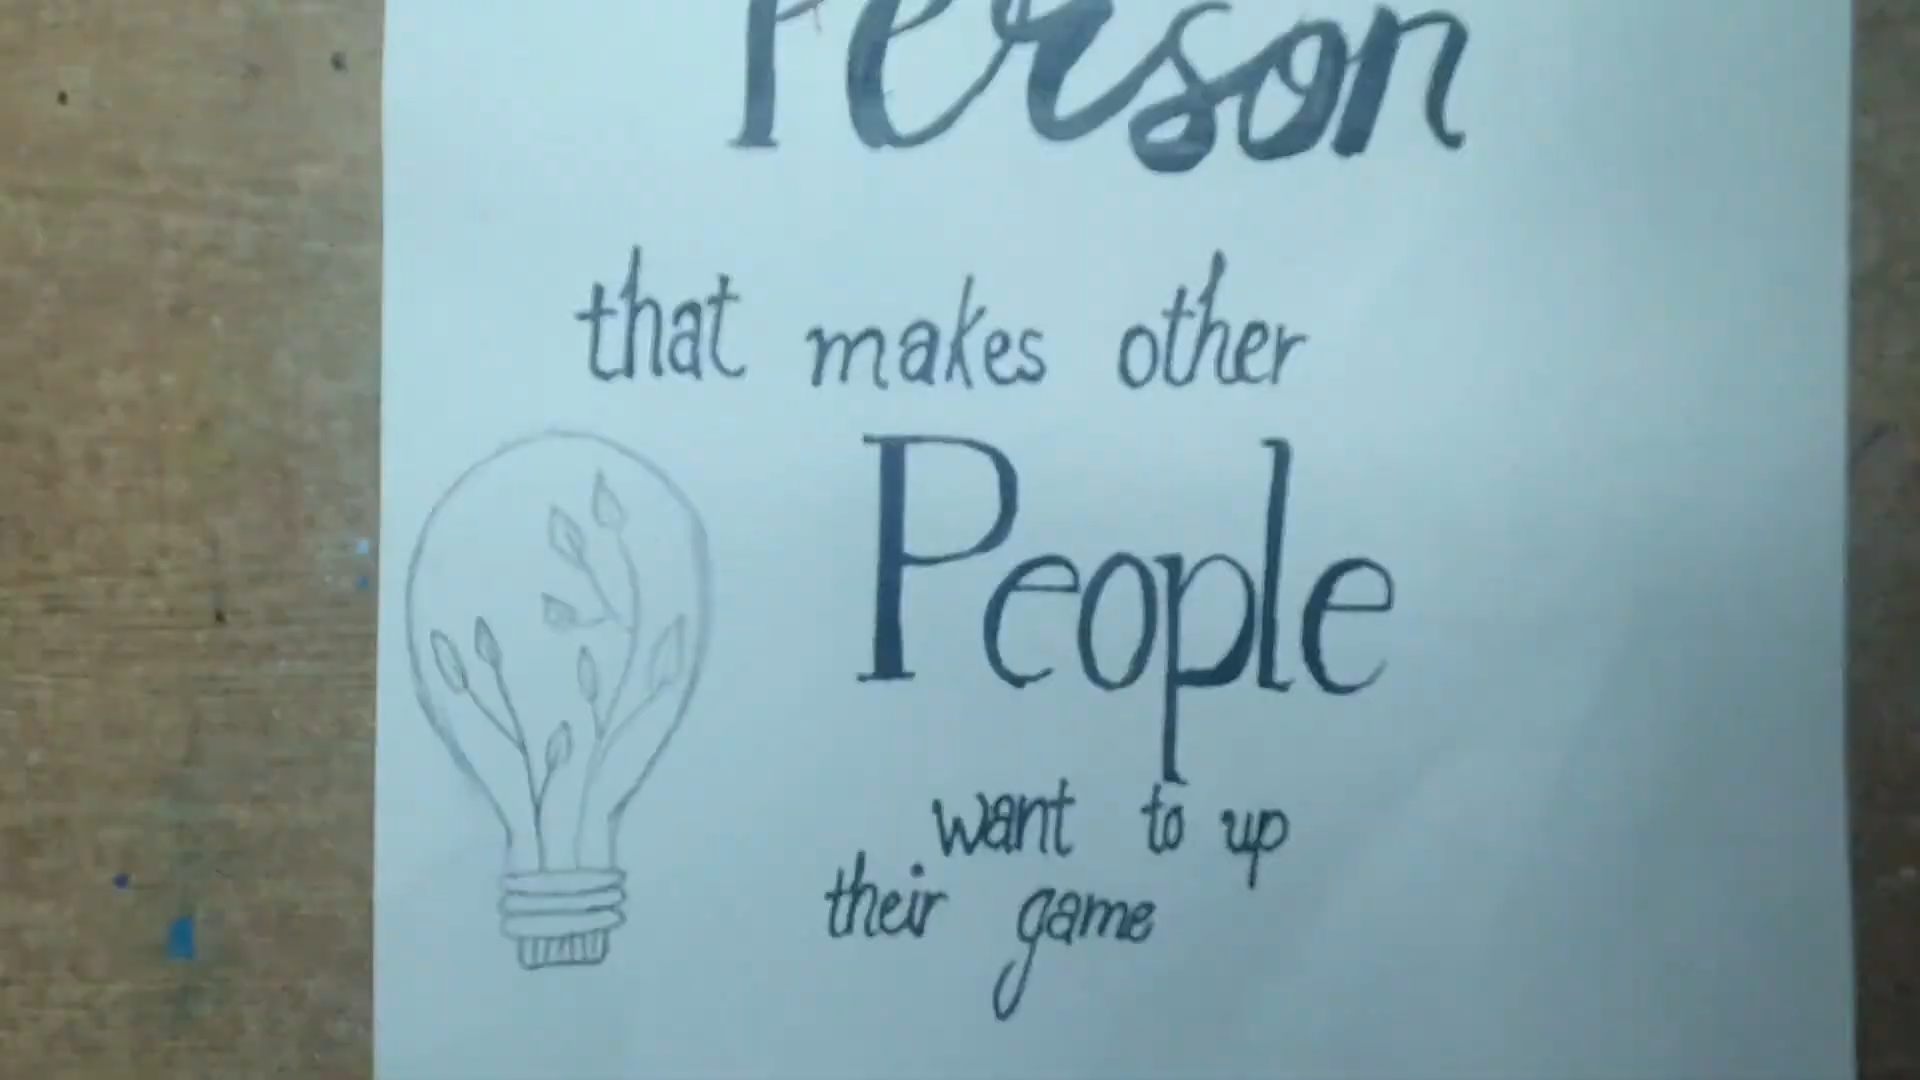 Person
that makes other
People
want to up
their game